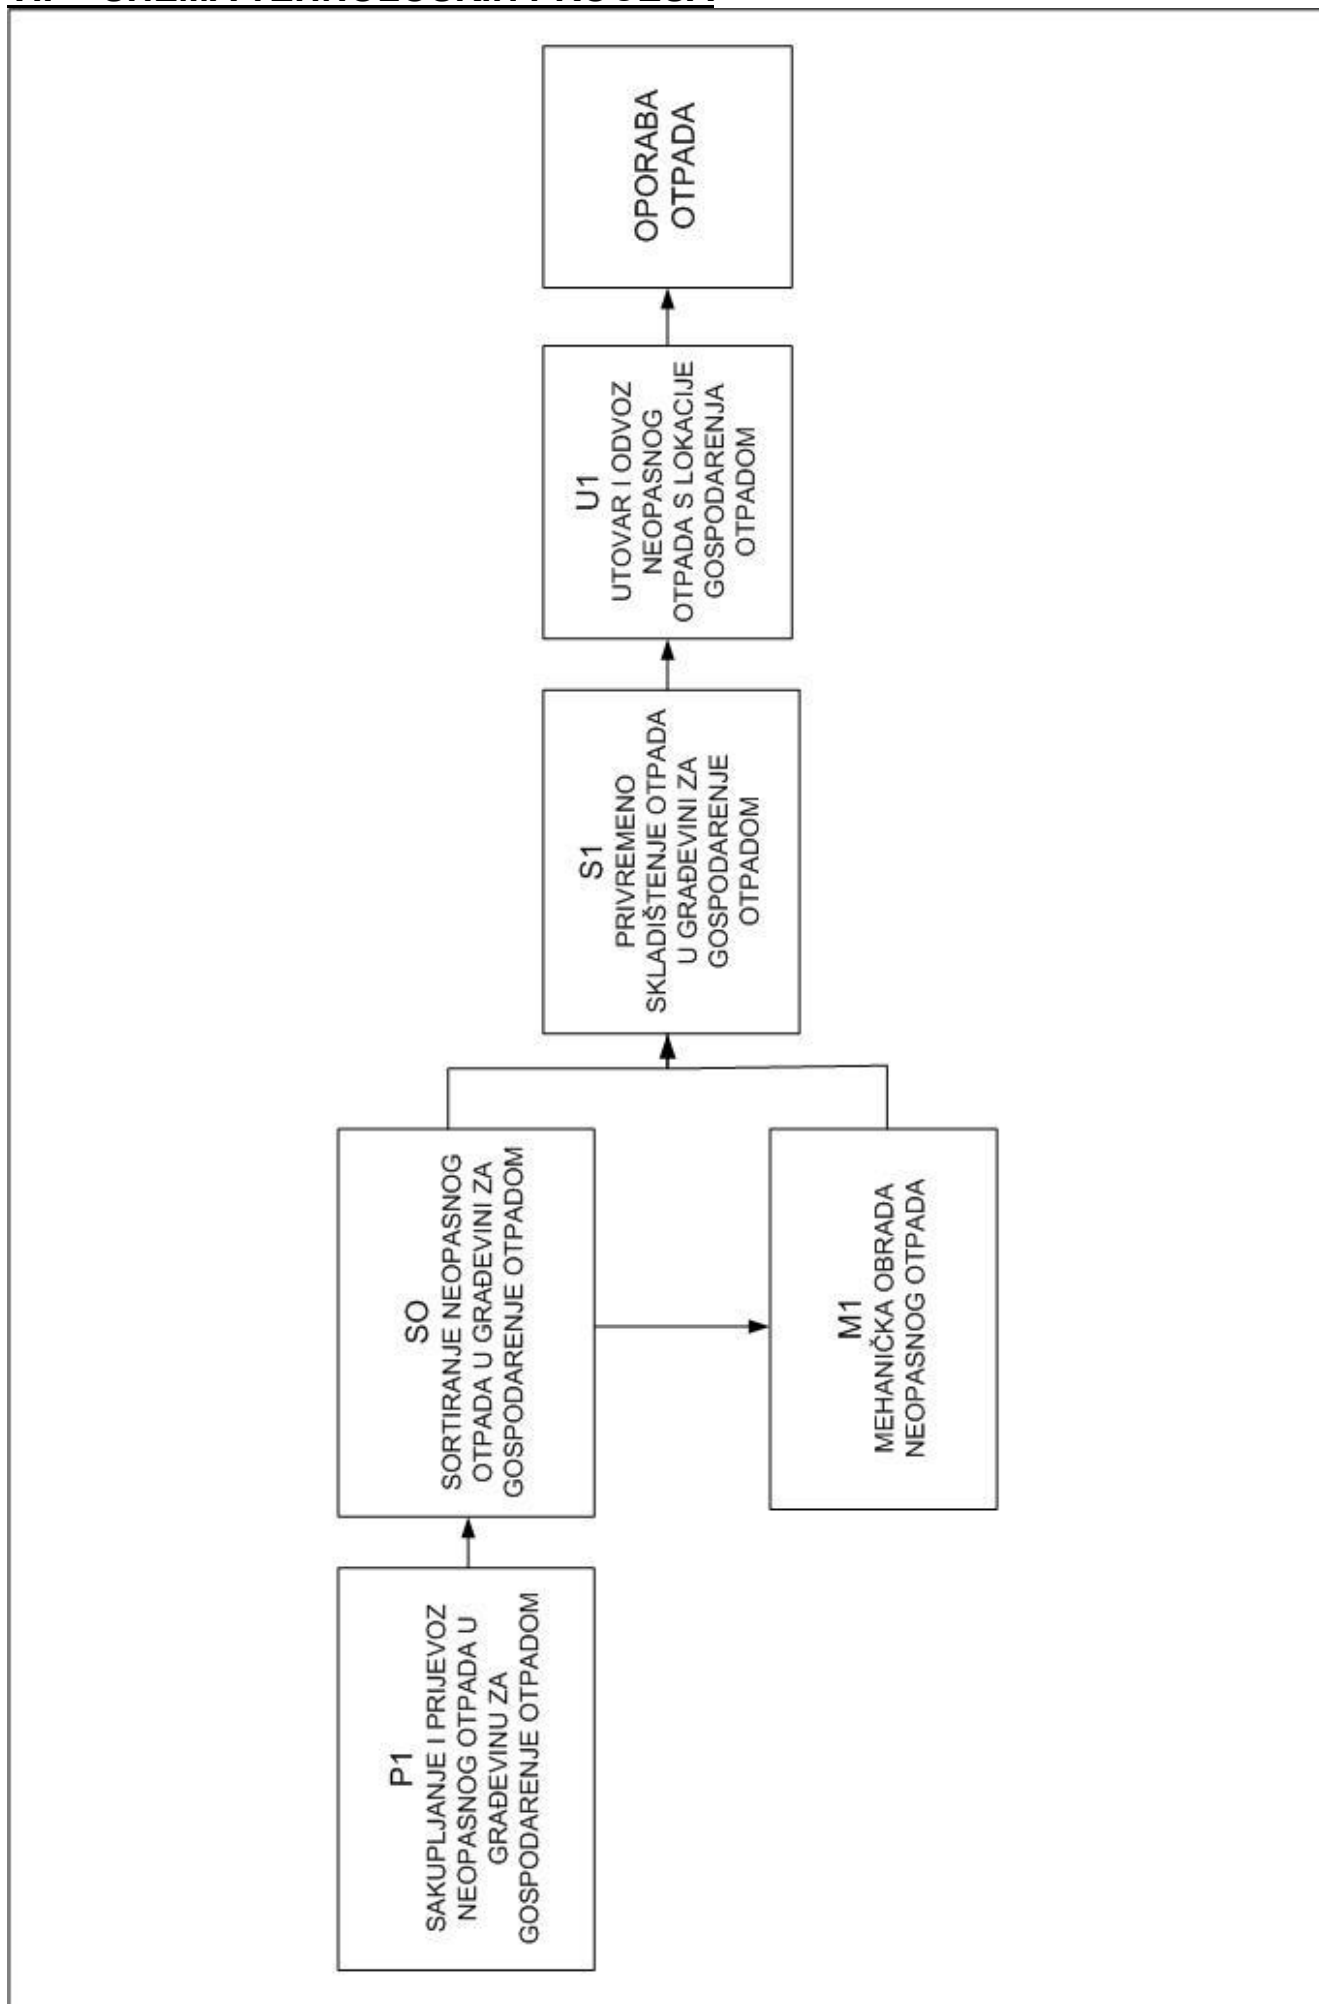 P1
SAKUPLJANJE I PRIJEVOZ
NEOPASNOG OTPADA U
GRAĐEVINU ZA
GOSPODARENJE OTPADOM
SO
SORTIRANJE NEOPASNOG
OTPADA U GRAĐEVINI ZA
GOSPODARENJE OTPADOM
M1
MEHANIČKA OBRADA
NEOPASNOG OTPADA
S1
PRIVREMENO
SKLADIŠTENJE OTPADA
U GRAĐEVINI ZA
GOSPODARENJE
OTPADOM
U1
UTOVAR I ODVOZ
NEOPASNOG
OTPADA S LOKACIJE
GOSPODARENJA
OTPADOM
OPORABA
OTPADA